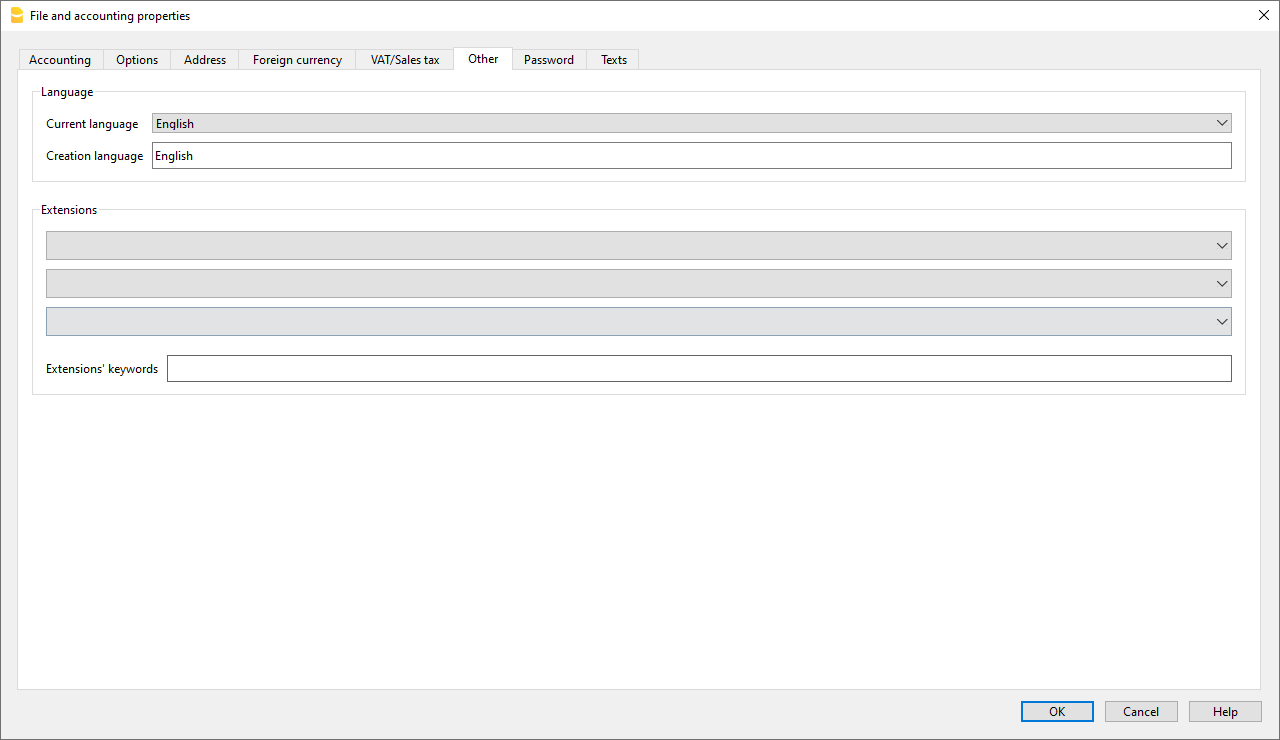 File and accounting properties
Accounting Options Address Foreign currency VAT/Sales tax Other Password Texts
Language
Current language English
Creation language English
Extensions
Extensions' keywords
OK Cancel Help